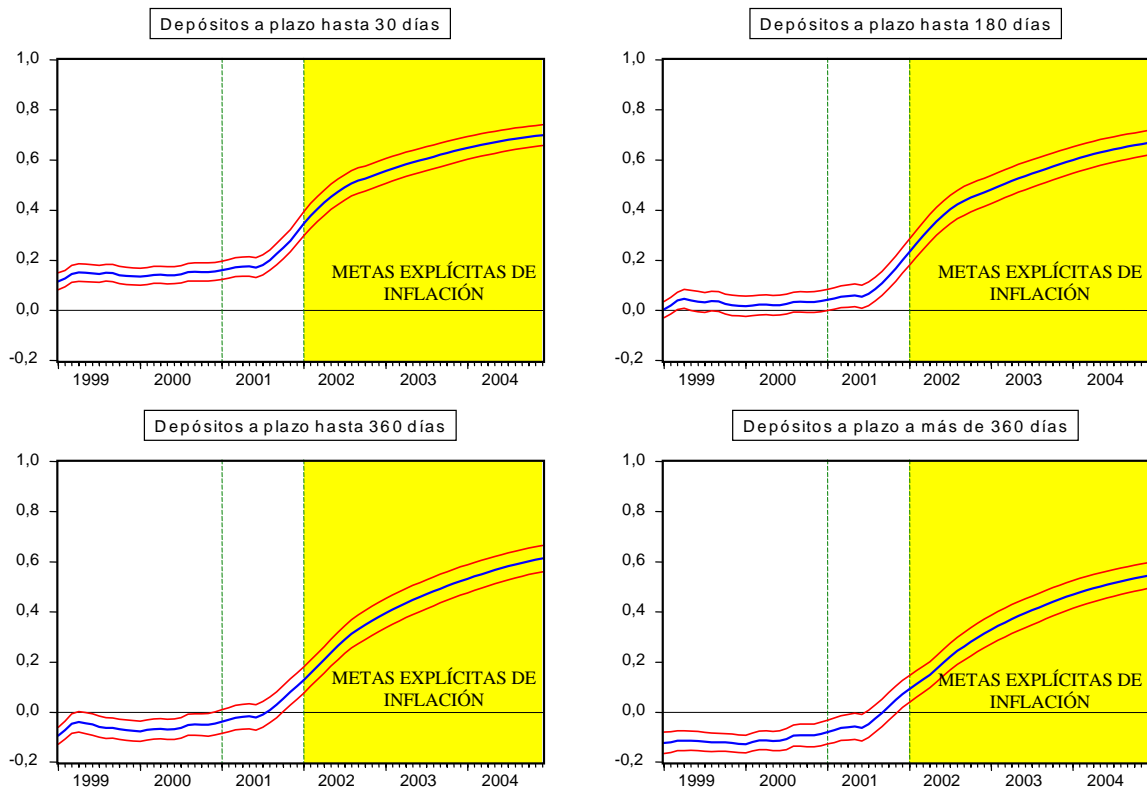 Depósitos a plazo hasta 30 días
1,0
0,8
0,6
0,4
0,2
0,0
-0,2
METAS EXPLÍCITAS DE
INFLACIÓN
1999 2000 2001 2002 2003 2004
Depósitos a plazo hasta 180 días
1,0
0,8
0,6
0,4
0,2
0,0
-0,2
METAS EXPLÍCITAS DE
INFLACIÓN
1999 2000 2001 2002 2003 2004
Depósitos a plazo hasta 360 días
1,0
0,8
0,6
0,4
0,2
0,0
-0,2
METAS EXPLÍCITAS DE
INFLACIÓN
1999 2000 2001 2002 2003 2004
Depósitos a plazo a más de 360 días
1,0
0,8
0,6
0,4
0,2
0,0
-0,2
METAS EXPLÍCITAS DE
INFLACIÓN
1999 2000 2001 2002 2003 2004